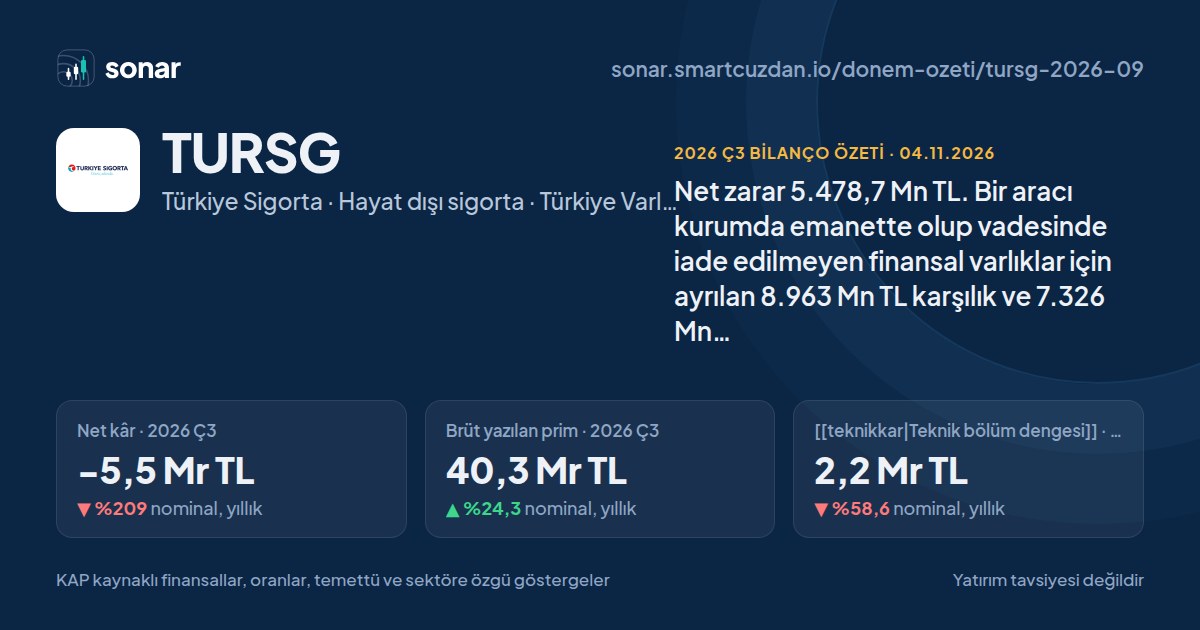 sonar
sonar.smartcuzdan.io/donem-ozeti/tursg-2026-09
TÜRKİYE SİGORTA
TURSG
Türkiye Sigorta · Hayat dışı sigorta · Türkiye Varl…
2026 Ç3 BİLANÇO ÖZETİ · 04.11.2026
Net zarar 5.478,7 Mn TL. Bir aracı
kurumda emanette olup vadesinde
iade edilmeyen finansal varlıklar için
ayrılan 8.963 Mn TL karşılık ve 7.326
Mn…
Net kâr · 2026 Ç3
−5,5 Mr TL
▼ %209 nominal, yıllık
Brüt yazılan prim · 2026 Ç3
40,3 Mr TL
▲ %24,3 nominal, yıllık
[[teknikkar|Teknik bölüm dengesi]] · …
2,2 Mr TL
▼ %58,6 nominal, yıllık
KAP kaynaklı finansallar, oranlar, temettü ve sektöre özgü göstergeler
Yatırım tavsiyesi değildir